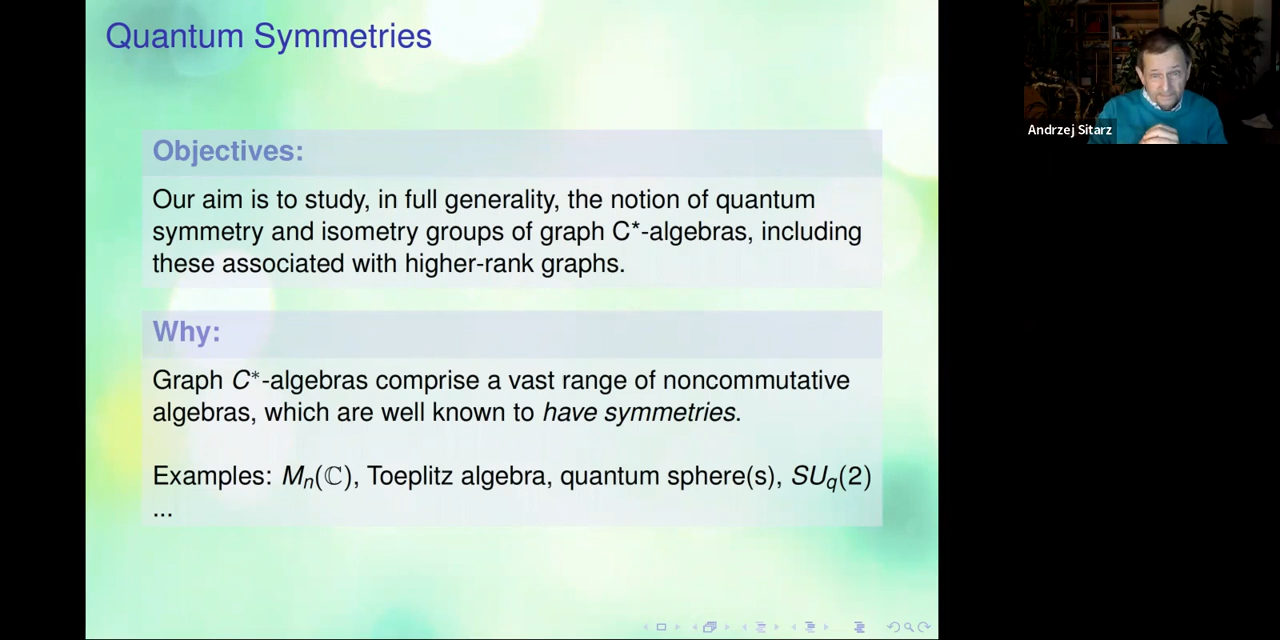 Quantum Symmetries
Objectives:
Our aim is to study, in full generality, the notion of quantum
symmetry and isometry groups of graph C*-algebras, including
these associated with higher-rank graphs.
Why:
Graph C*-algebras comprise a vast range of noncommutative
algebras, which are well known to have symmetries.
Examples: Mₙ(ℂ), Toeplitz algebra, quantum sphere(s), SU_q(2)
...
Andrzej Sitarz